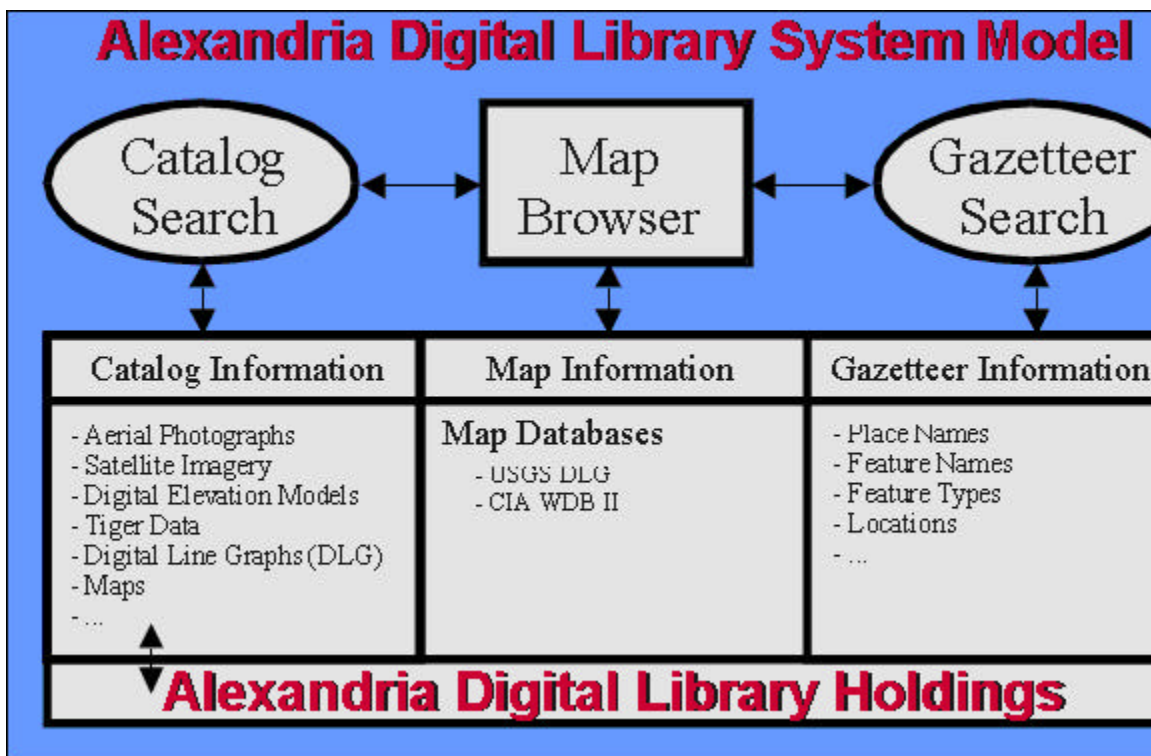 Alexandria Digital Library System Model
Catalog
Search
Map
Browser
Gazetteer
Search
Catalog Information
Map Information
Gazetteer Information
- Aerial Photographs
- Satellite Imagery
- Digital Elevation Models
- Tiger Data
- Digital Line Graphs (DLG)
- Maps
- ...
Map Databases
- USGS DLG
- CIA WDB II
- Place Names
- Feature Names
- Feature Types
- Locations
- ...
Alexandria Digital Library Holdings